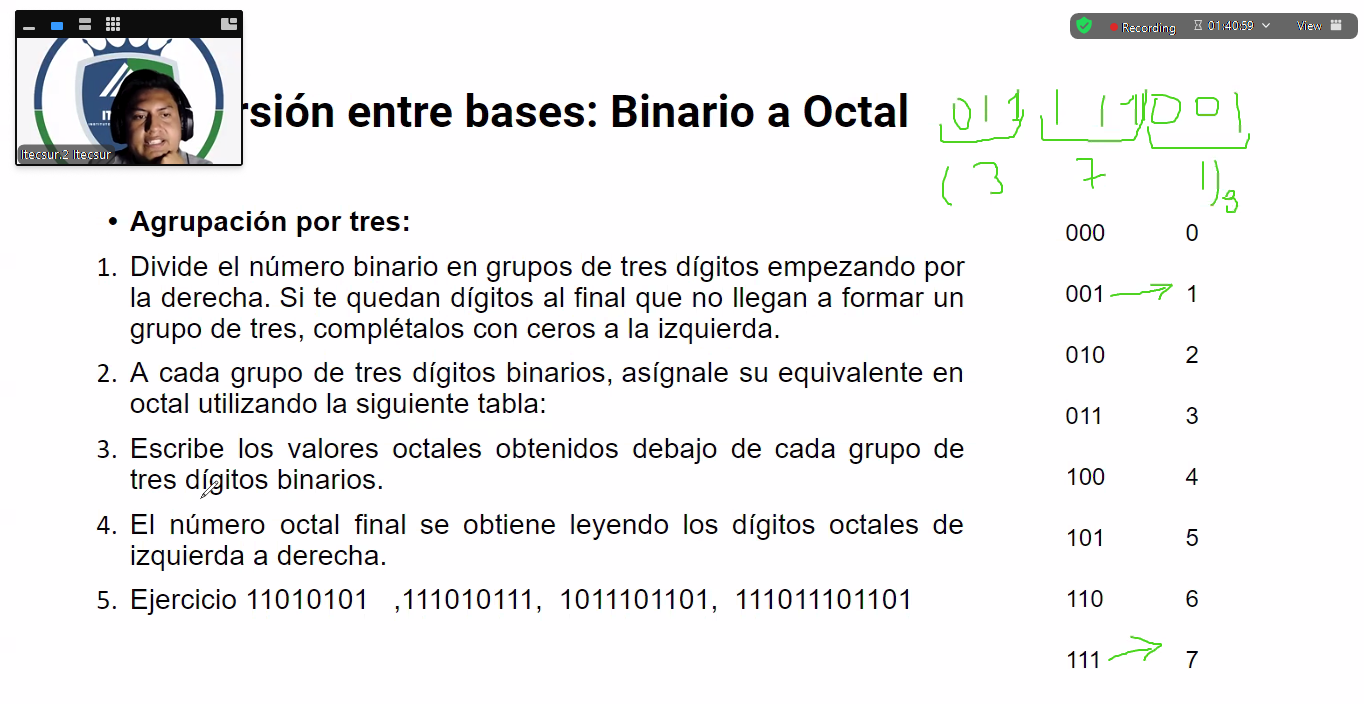 Recording 01:40:59 View
Itecsur.2 Itecsur
rsión entre bases: Binario a Octal
011 111 001
(3 7 1)8
• Agrupación por tres:
1. Divide el número binario en grupos de tres dígitos empezando por
la derecha. Si te quedan dígitos al final que no llegan a formar un
grupo de tres, complétalos con ceros a la izquierda.
2. A cada grupo de tres dígitos binarios, asígnale su equivalente en
octal utilizando la siguiente tabla:
3. Escribe los valores octales obtenidos debajo de cada grupo de
tres dígitos binarios.
4. El número octal final se obtiene leyendo los dígitos octales de
izquierda a derecha.
5. Ejercicio 11010101 ,111010111, 1011101101, 111011101101
000 0
001 1
010 2
011 3
100 4
101 5
110 6
111 7